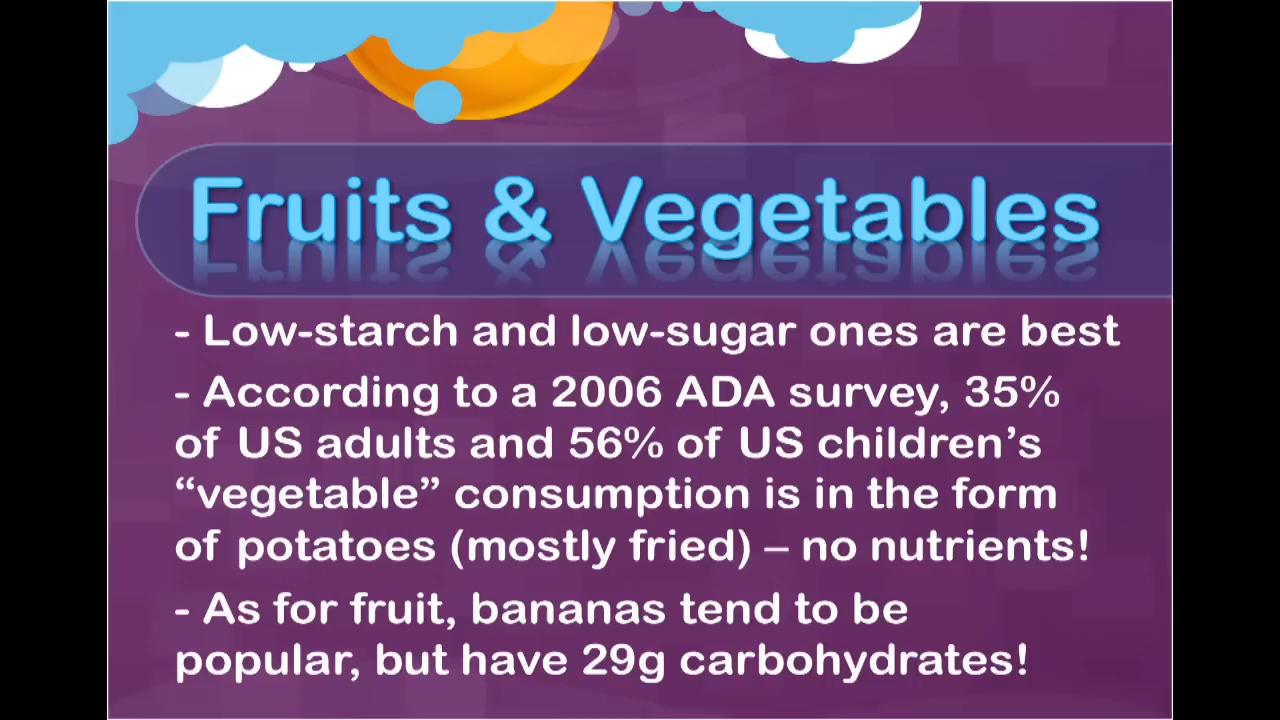 Fruits & Vegetables
- Low-starch and low-sugar ones are best
- According to a 2006 ADA survey, 35%
of US adults and 56% of US children’s
“vegetable” consumption is in the form
of potatoes (mostly fried) – no nutrients!
- As for fruit, bananas tend to be
popular, but have 29g carbohydrates!